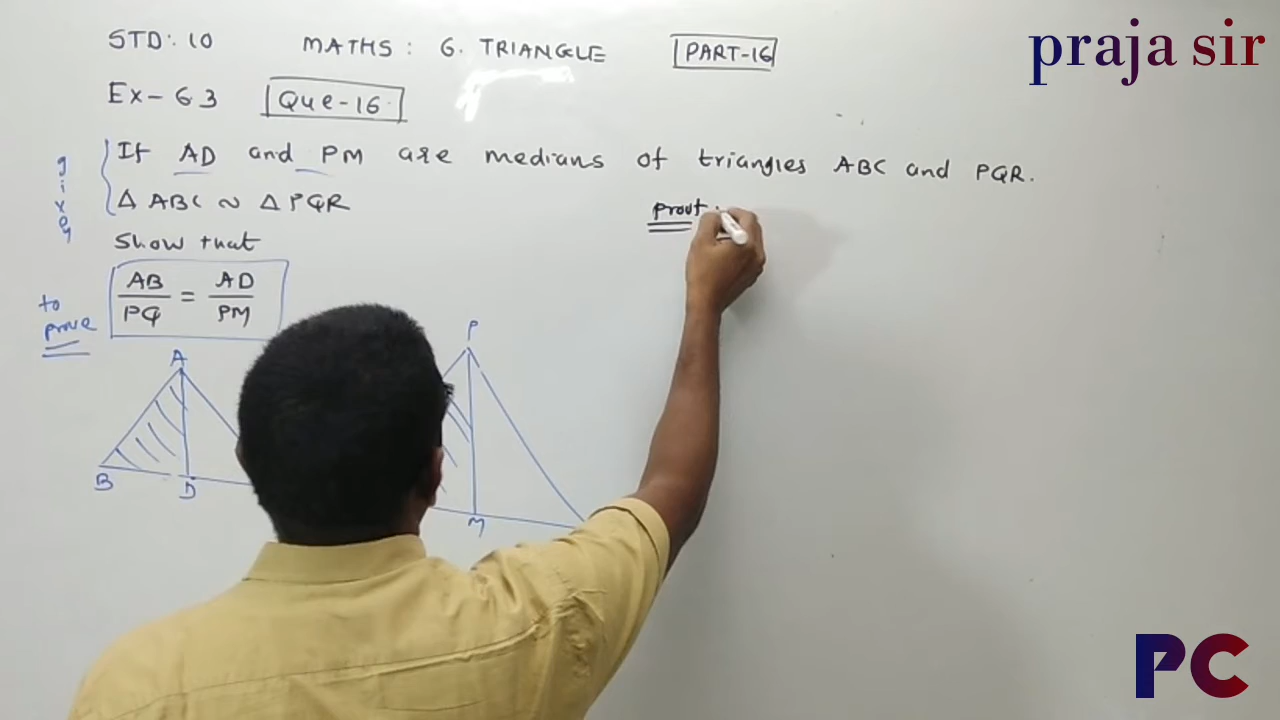 praja sir
STD: 10 MATHS: 6. TRIANGLE PART-16
Ex-6.3 Que-16.
If AD and PM are medians of triangles ABC and PQR.
Δ ABC ~ Δ PQR
given
Show that
AB/PQ = AD/PM
to prove
Proof :
A
B
D
P
M
PC